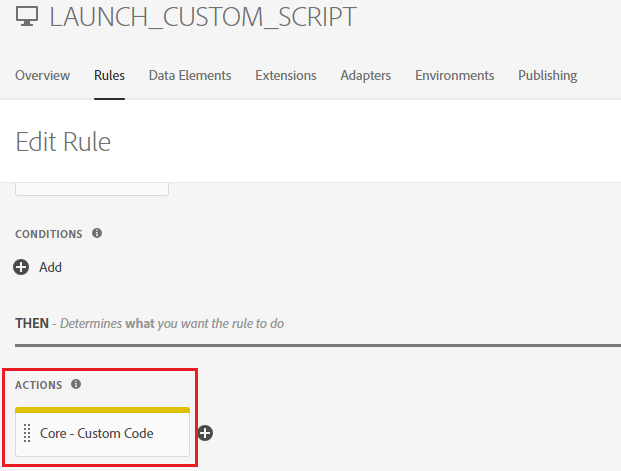 LAUNCH_CUSTOM_SCRIPT
Overview Rules Data Elements Extensions Adapters Environments Publishing
Edit Rule
CONDITIONS
Add
THEN - Determines what you want the rule to do
ACTIONS
Core - Custom Code